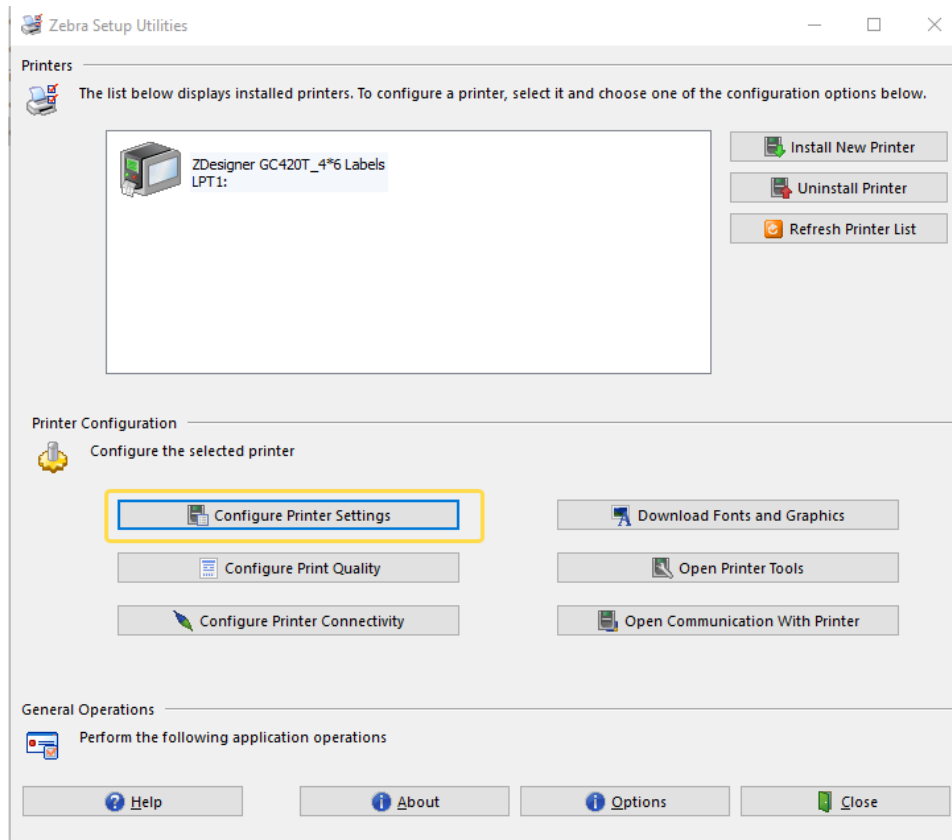 Zebra Setup Utilities
Printers
The list below displays installed printers. To configure a printer, select it and choose one of the configuration options below.
ZDesigner GC420T_4*6 Labels
LPT1:
Install New Printer
Uninstall Printer
Refresh Printer List
Printer Configuration
Configure the selected printer
Configure Printer Settings
Download Fonts and Graphics
Configure Print Quality
Open Printer Tools
Configure Printer Connectivity
Open Communication With Printer
General Operations
Perform the following application operations
Help
About
Options
Close